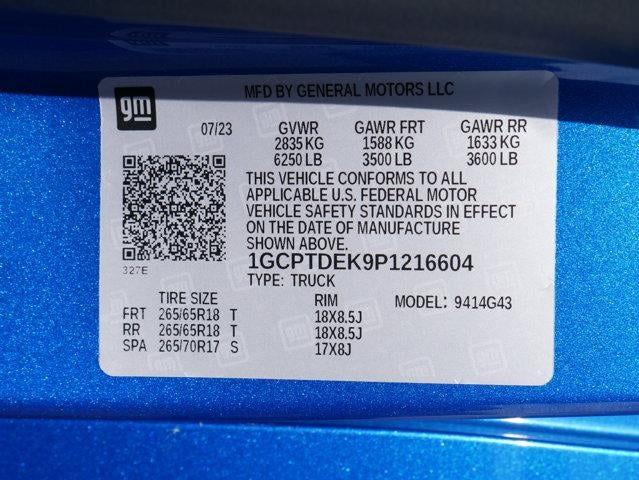 MFD BY GENERAL MOTORS LLC
gm
07/23 GVWR GAWR FRT GAWR RR
2835 KG 1588 KG 1633 KG
6250 LB 3500 LB 3600 LB
THIS VEHICLE CONFORMS TO ALL
APPLICABLE U.S. FEDERAL MOTOR
VEHICLE SAFETY STANDARDS IN EFFECT
ON THE DATE OF MANUFACTURE
SHOWN ABOVE.
327E
1GCPTDEK9P1216604
TYPE: TRUCK
TIRE SIZE RIM MODEL: 9414G43
FRT 265/65R18 T 18X8.5J
RR 265/65R18 T 18X8.5J
SPA 265/70R17 S 17X8J